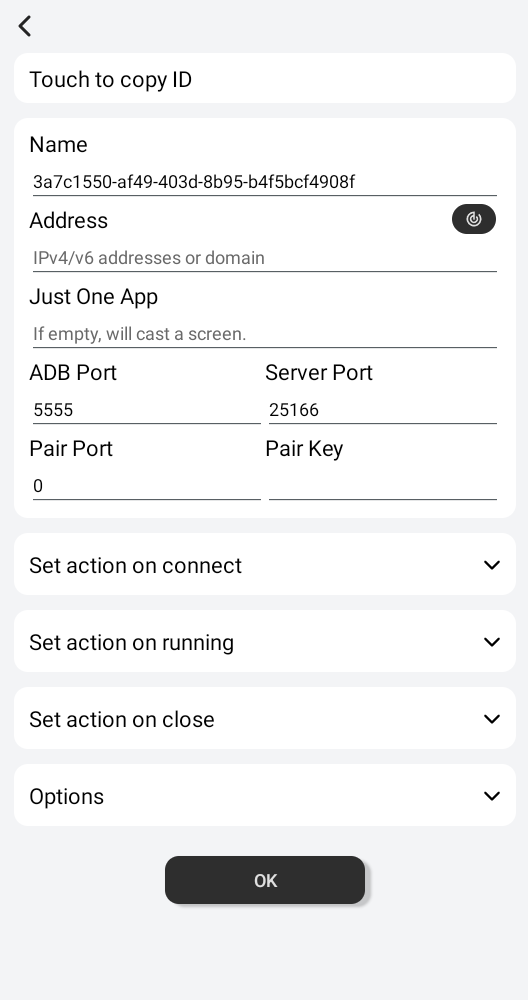 Touch to copy ID
Name
3a7c1550-af49-403d-8b95-b4f5bcf4908f
Address
IPv4/v6 addresses or domain
Just One App
If empty, will cast a screen.
ADB Port Server Port
5555 25166
Pair Port Pair Key
0
Set action on connect
Set action on running
Set action on close
Options
OK